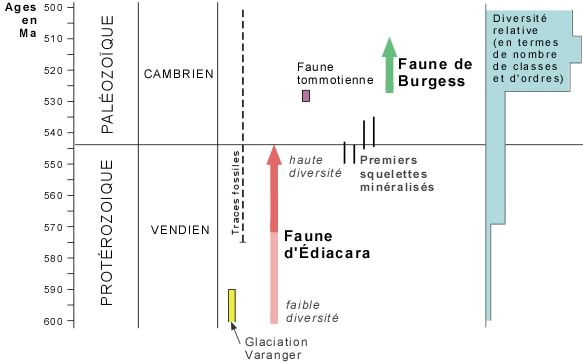 Ages
en
Ma
500
510
520
530
540
550
560
570
580
590
600
PALÉOZOÏQUE
PROTÉROZOIQUE
CAMBRIEN
VENDIEN
Traces fossiles
Glaciation
Varanger
haute
diversité
Faune
d'Édiacara
faible
diversité
Faune
tommotienne
Faune de
Burgess
Premiers
squelettes
minéralisés
Diversité
relative
(en termes
de nombre
de classes
et d'ordres)